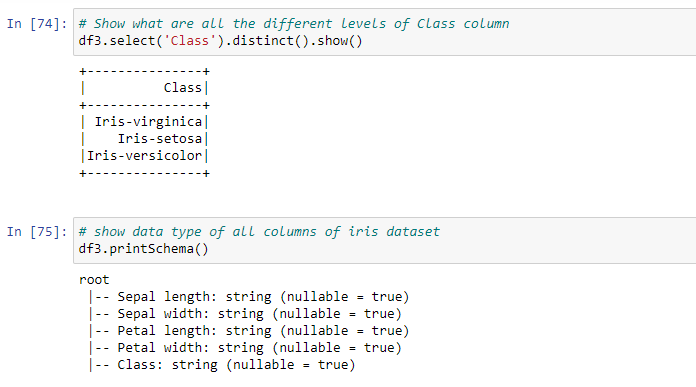 In [74]: # Show what are all the different levels of Class column
df3.select('Class').distinct().show()
+---------------+
|          Class|
+---------------+
| Iris-virginica|
|    Iris-setosa|
|Iris-versicolor|
+---------------+
In [75]: # show data type of all columns of iris dataset
df3.printSchema()
root
 |-- Sepal length: string (nullable = true)
 |-- Sepal width: string (nullable = true)
 |-- Petal length: string (nullable = true)
 |-- Petal width: string (nullable = true)
 |-- Class: string (nullable = true)